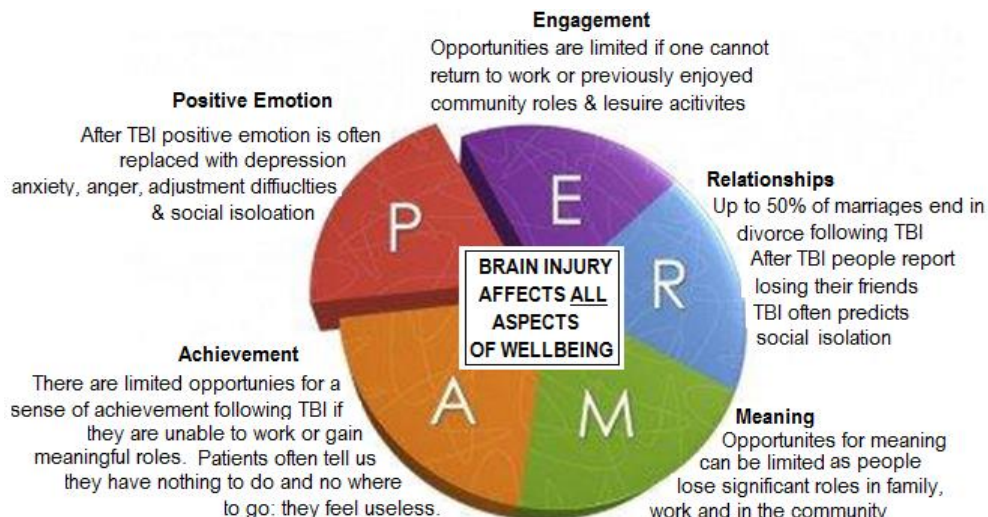 Engagement
Opportunities are limited if one cannot
return to work or previously enjoyed
community roles & lesuire acitivites
Positive Emotion
After TBI positive emotion is often
replaced with depression
anxiety, anger, adjustment diffiuclties
& social isoloation
Relationships
Up to 50% of marriages end in
divorce following TBI
After TBI people report
losing their friends
TBI often predicts
social isolation
P
E
R
M
A
BRAIN INJURY
AFFECTS ALL
ASPECTS
OF WELLBEING
Achievement
There are limited opportunies for a
sense of achievement following TBI if
they are unable to work or gain
meaningful roles. Patients often tell us
they have nothing to do and no where
to go: they feel useless.
Meaning
Opportunites for meaning
can be limited as people
lose significant roles in family,
work and in the community